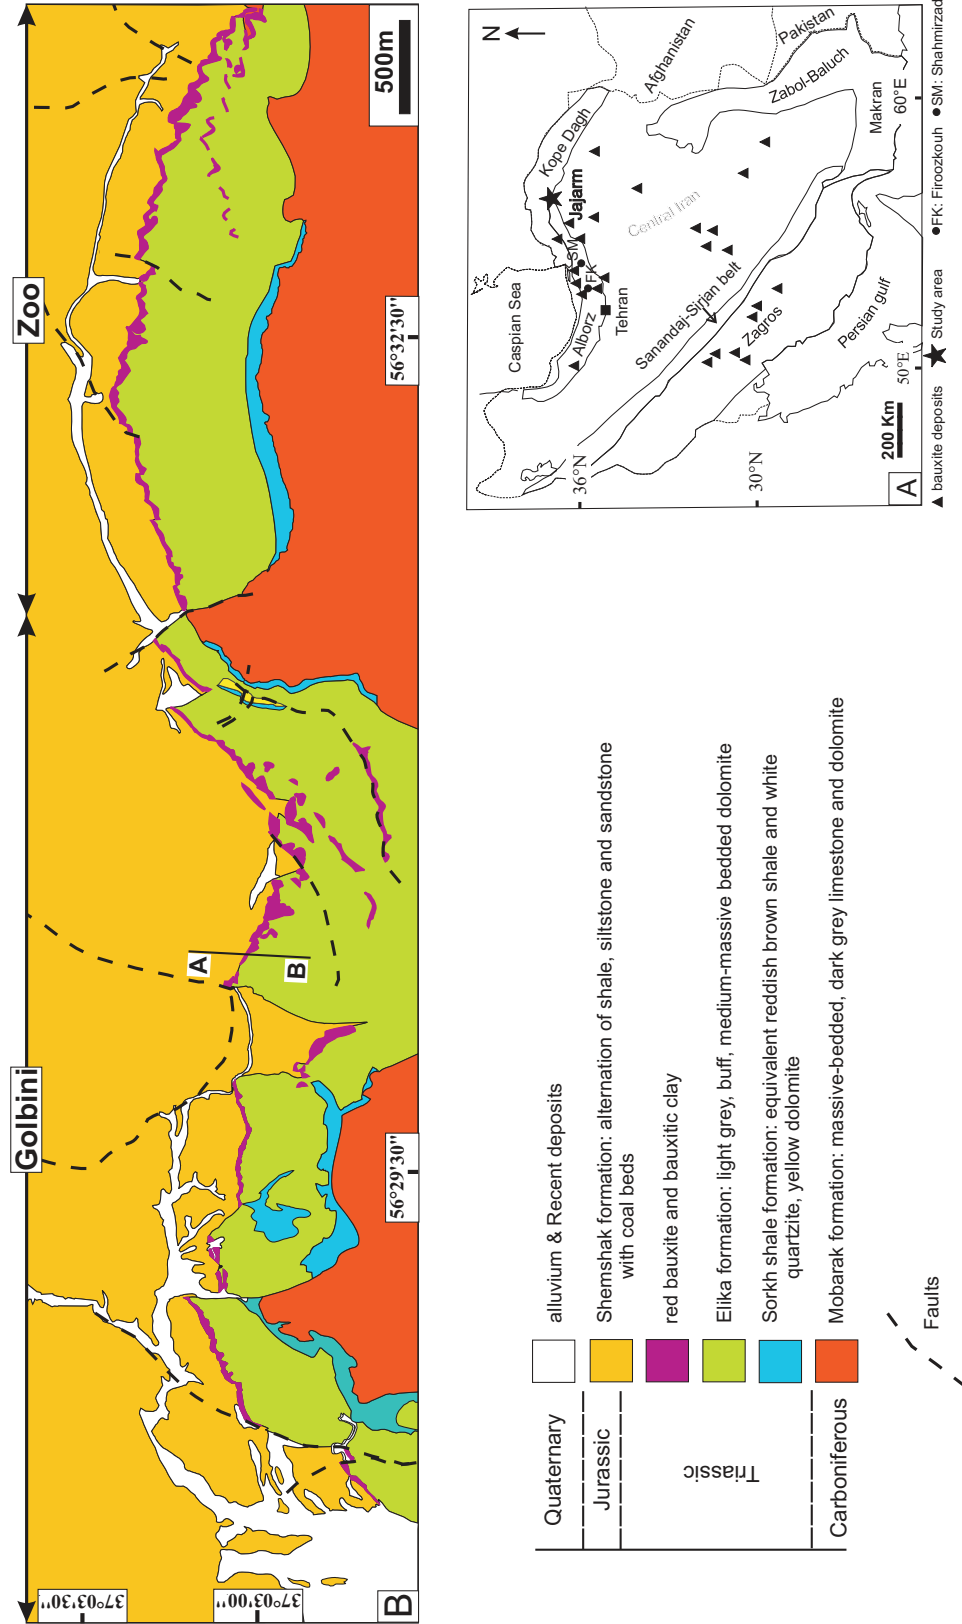 Golbini
Zoo
37°03'30"
37°03'00"
56°29'30"
56°32'30"
500m
A
B
B
Quaternary
Jurassic
Triassic
Carboniferous
alluvium & Recent deposits
Shemshak formation: alternation of shale, siltstone and sandstone
with coal beds
red bauxite and bauxitic clay
Elika formation: light grey, buff, medium-massive bedded dolomite
Sorkh shale formation: equivalent reddish brown shale and white
quartzite, yellow dolomite
Mobarak formation: massive-bedded, dark grey limestone and dolomite
Faults
N
Caspian Sea
Kope Dagh
Afghanistan
Pakistan
Jajarm
SM
FK
Alborz
Tehran
Central Iran
Zabol-Baluch
Makran
Sanandaj-Sirjan belt
Zagros
Persian gulf
36°N
30°N
50°E
60°E
200 Km
A
bauxite deposits
Study area
FK: Firoozkouh
SM: Shahmirzad